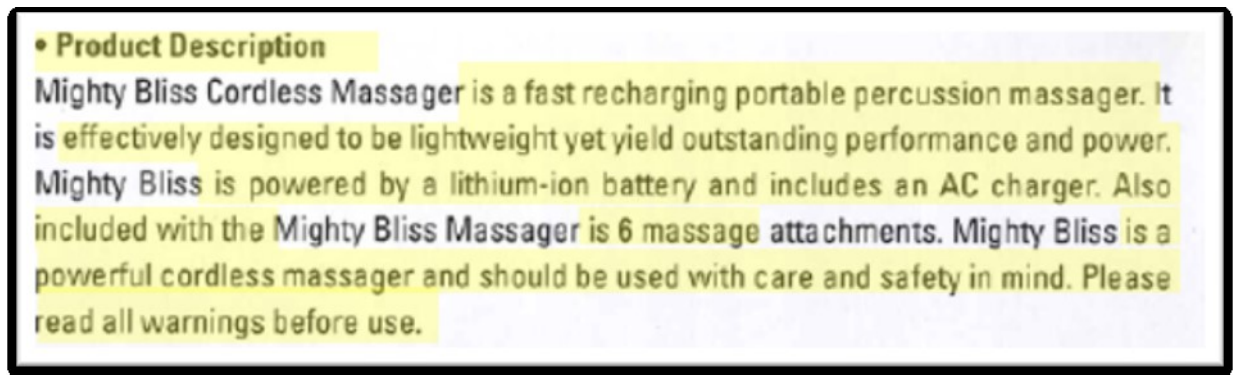 • Product Description
Mighty Bliss Cordless Massager is a fast recharging portable percussion massager. It
is effectively designed to be lightweight yet yield outstanding performance and power.
Mighty Bliss is powered by a lithium-ion battery and includes an AC charger. Also
included with the Mighty Bliss Massager is 6 massage attachments. Mighty Bliss is a
powerful cordless massager and should be used with care and safety in mind. Please
read all warnings before use.